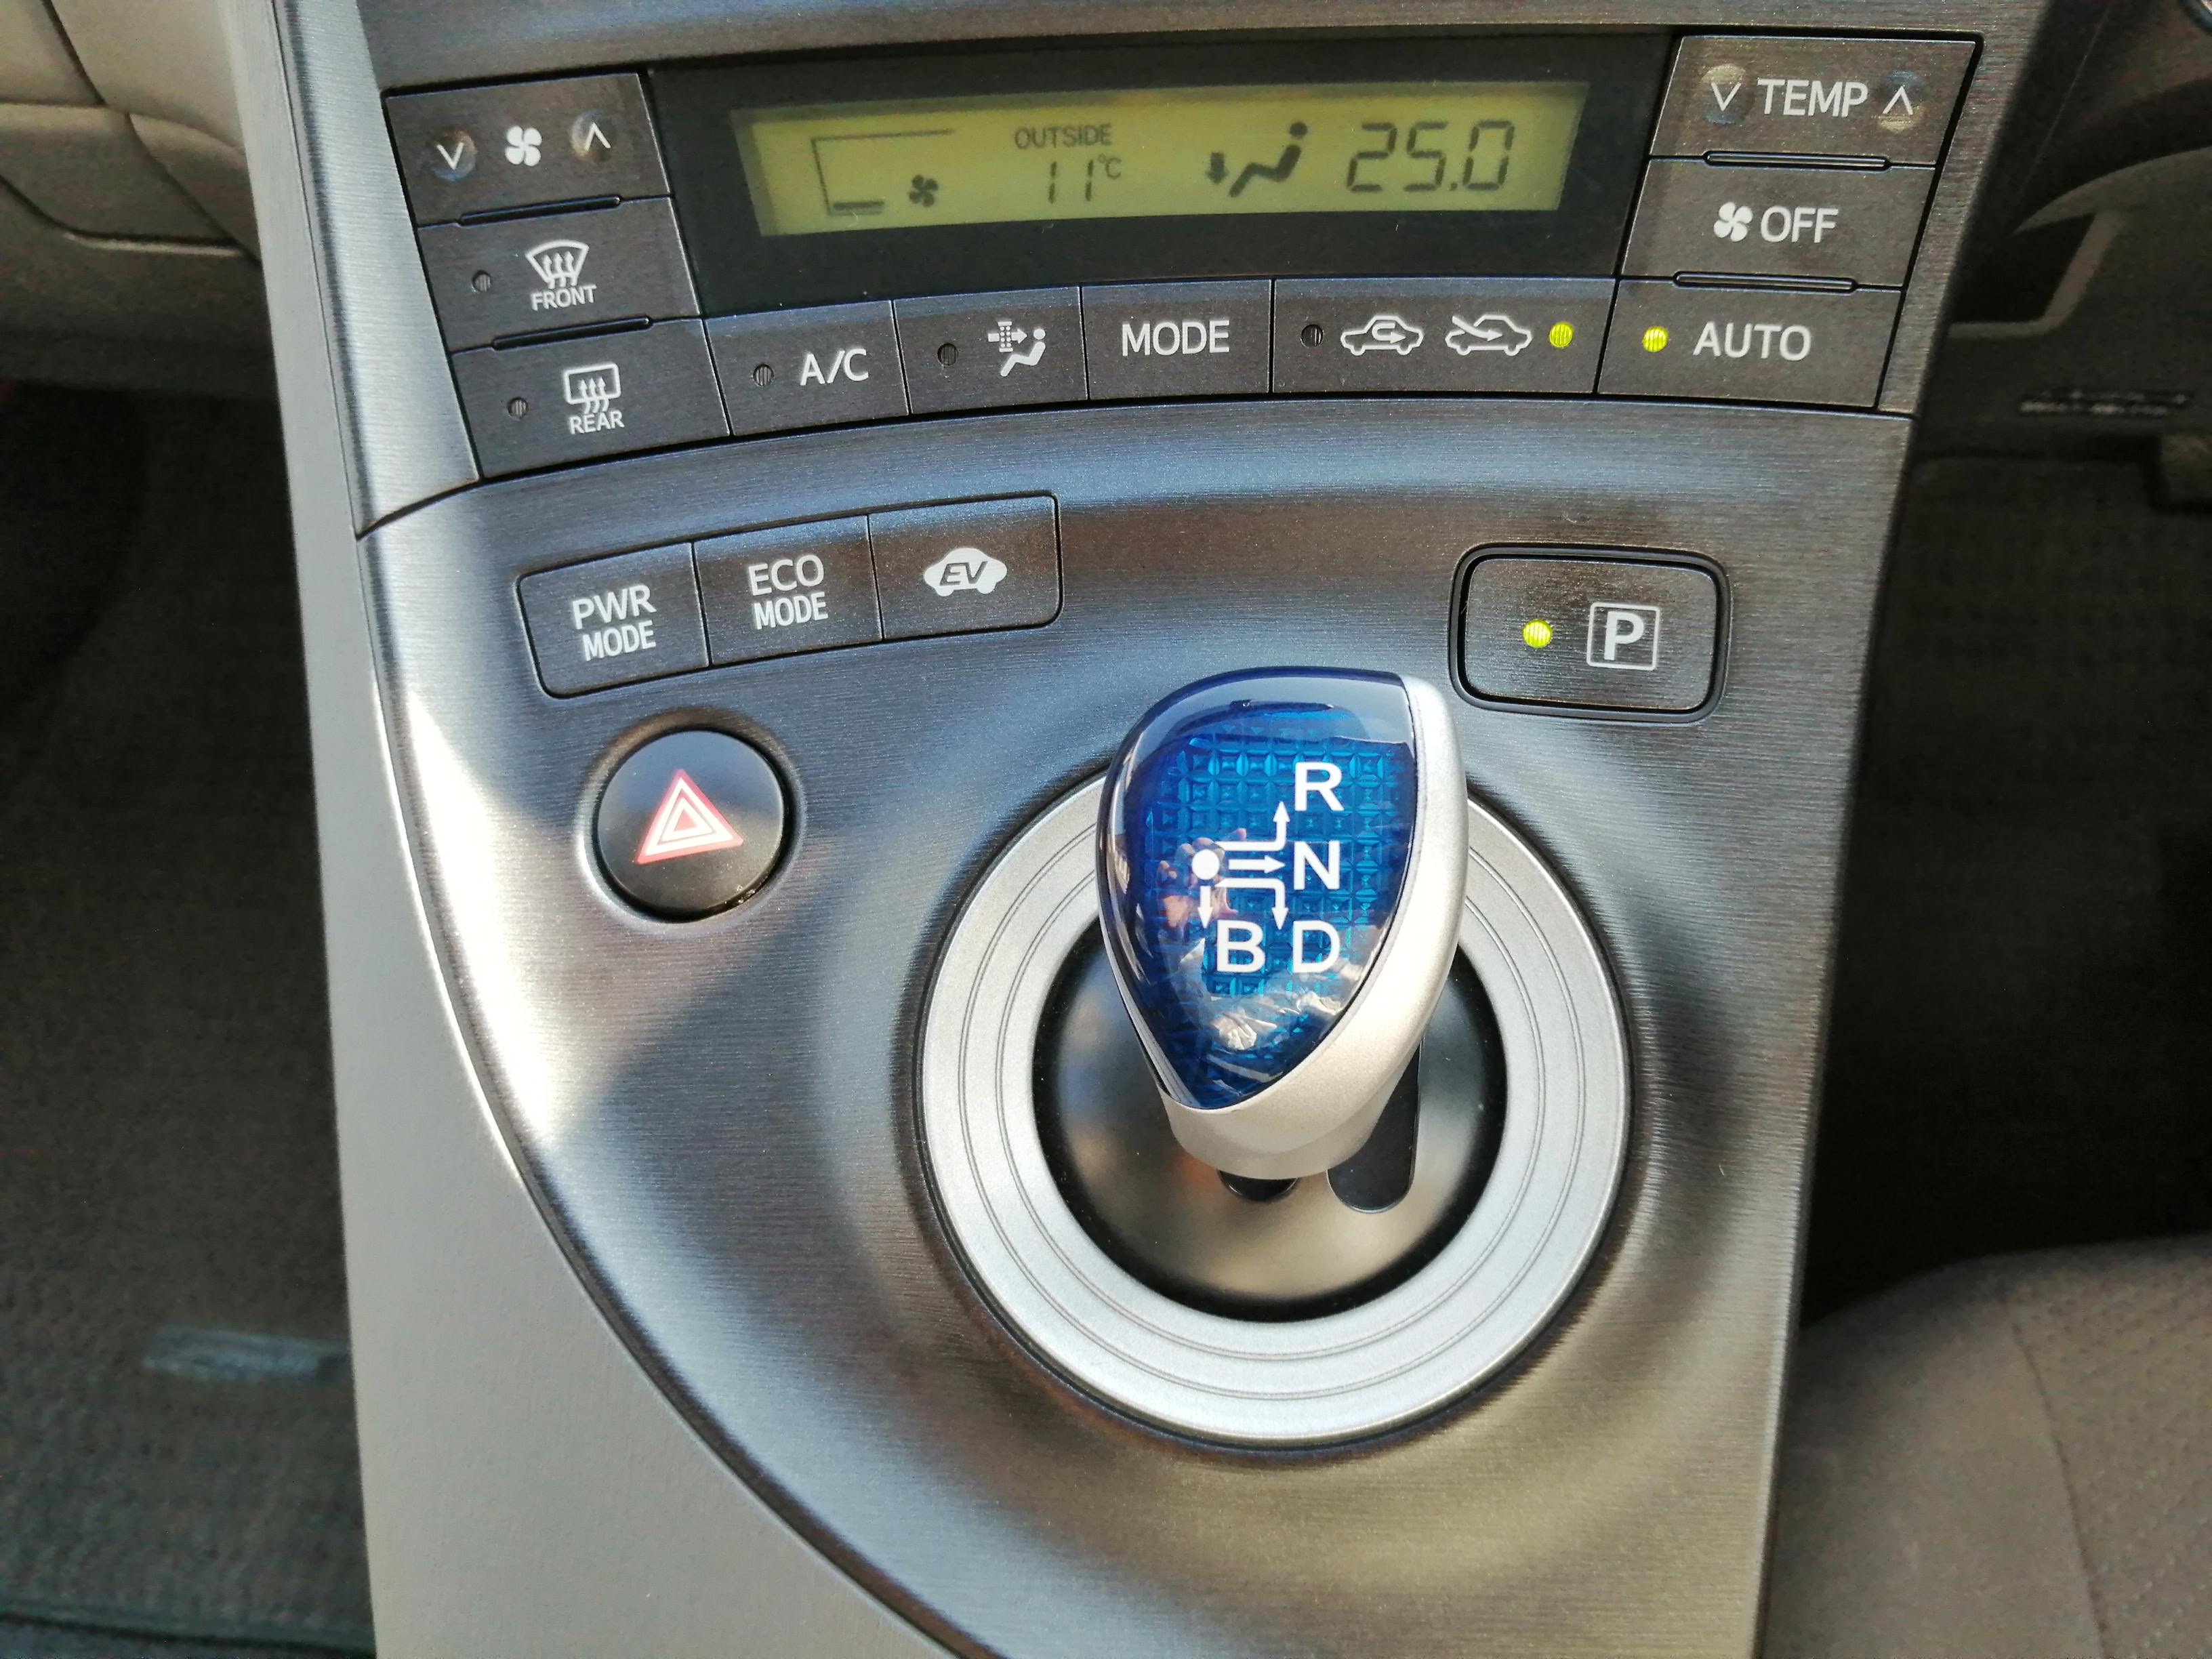 OUTSIDE
11°C
25.0
TEMP
OFF
FRONT
REAR
A/C
MODE
AUTO
PWR
MODE
ECO
MODE
EV
P
R
N
B D